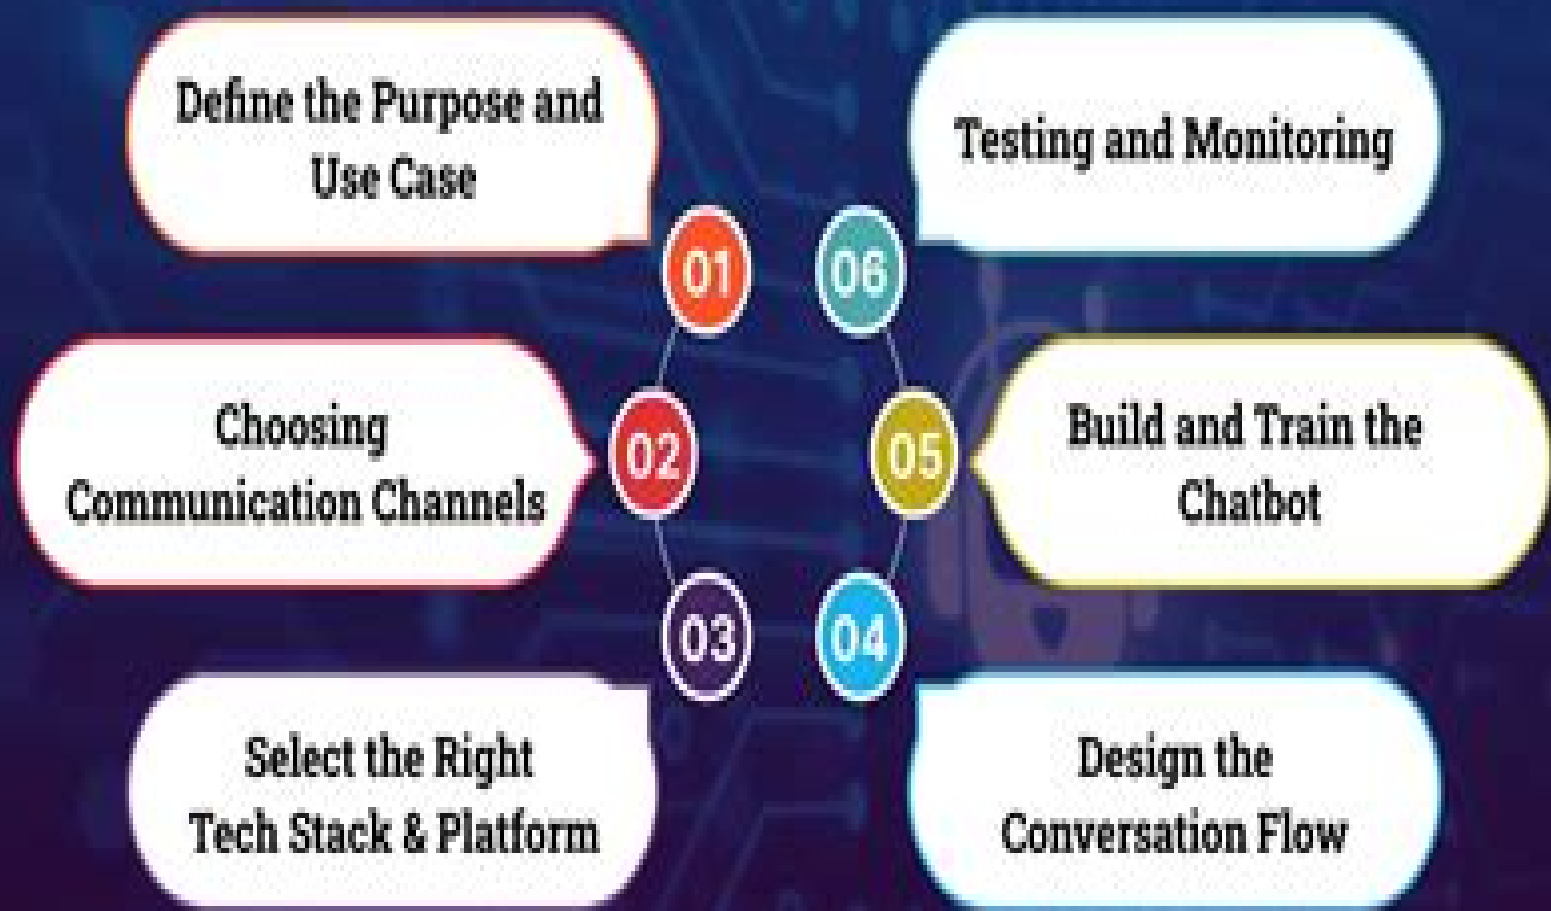 Define the Purpose and
Use Case
01
Choosing
Communication Channels
02
Select the Right
Tech Stack & Platform
03
Design the
Conversation Flow
04
Build and Train the
Chatbot
05
Testing and Monitoring
06